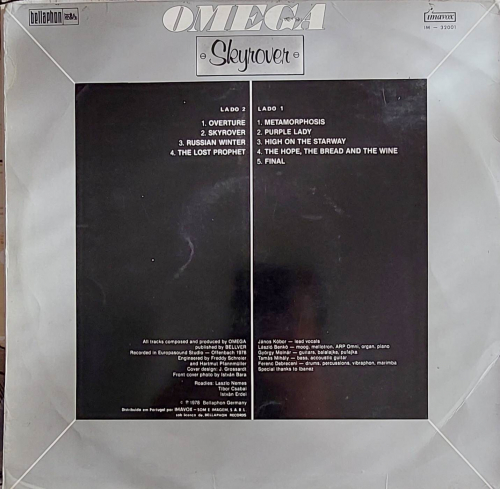 bellaphon
OMEGA
imavox
IM - 32001
Skyrover
LADO 2
1. OVERTURE
2. SKYROVER
3. RUSSIAN WINTER
4. THE LOST PROPHET
LADO 1
1. METAMORPHOSIS
2. PURPLE LADY
3. HIGH ON THE STARWAY
4. THE HOPE, THE BREAD AND THE WINE
5. FINAL
All tracks composed and produced by OMEGA
published by BELLVER
Recorded in Europasound Studio – Offenbach 1978
Engineered by Freddy Schreier
and Hartmut Pfannmüller
Cover design: J. Grossardt
Front cover photo by István Bara
Roadies: Laszlo Nemes
Tibor Csabai
István Erdei
© ℗ 1978 Bellaphon Germany
Distribuido em Portugal por IMAVOX – SOM E IMAGEM, S A R L
sob licença da, BELLAPHON RECORDS
János Kóbor — lead vocals
László Benkö — moog, mellotron, ARP Omni, organ, piano
György Molnár — guitars, balalajka, pufajka
Tamás Mihály — bass, accoustic guitar
Ferenc Debreceni — drums, percussions, vibraphon, marimba
Special thanks to Ibanez